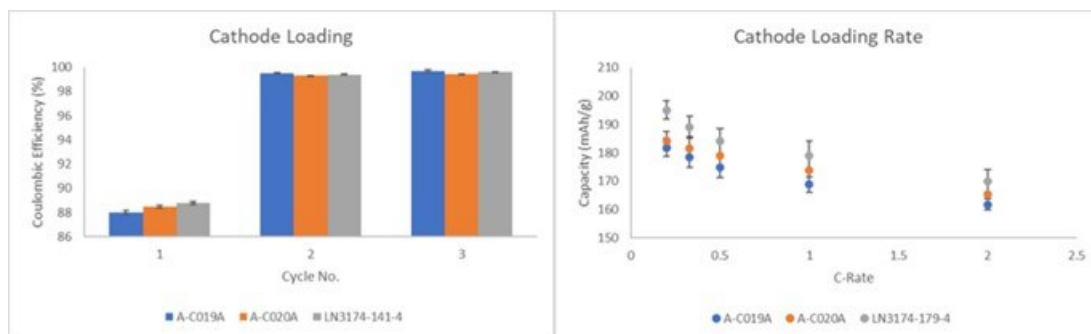 Cathode Loading
Coulombic Efficiency (%)
100
98
96
94
92
90
88
86
1 2 3
Cycle No.
A-C019A A-C020A LN3174-141-4
Cathode Loading Rate
Capacity (mAh/g)
210
200
190
180
170
160
150
0 0.5 1 1.5 2 2.5
C-Rate
A-C019A A-C020A LN3174-179-4